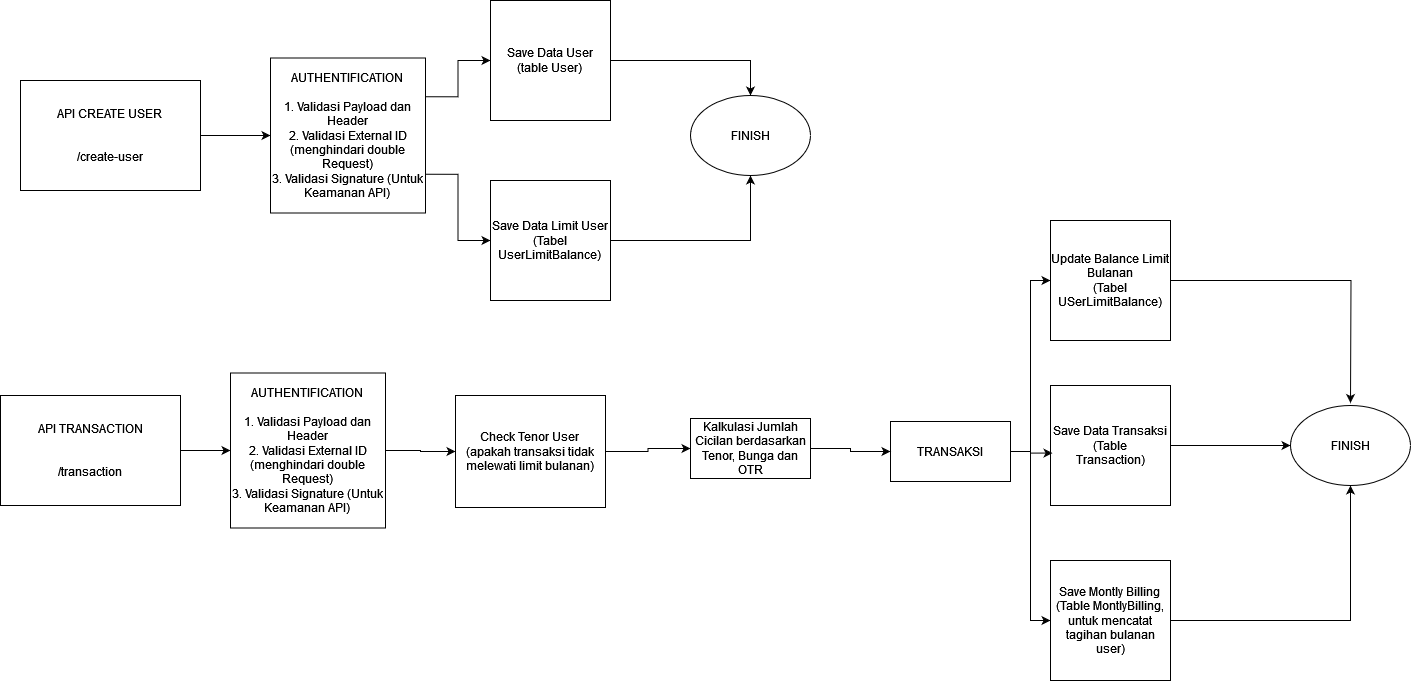 API CREATE USER
/create-user
AUTHENTIFICATION
1. Validasi Payload dan
Header
2. Validasi External ID
(menghindari double
Request)
3. Validasi Signature (Untuk
Keamanan API)
Save Data User
(table User)
Save Data Limit User
(Tabel
UserLimitBalance)
FINISH
API TRANSACTION
/transaction
AUTHENTIFICATION
1. Validasi Payload dan
Header
2. Validasi External ID
(menghindari double
Request)
3. Validasi Signature (Untuk
Keamanan API)
Check Tenor User
(apakah transaksi tidak
melewati limit bulanan)
Kalkulasi Jumlah
Cicilan berdasarkan
Tenor, Bunga dan
OTR
TRANSAKSI
Update Balance Limit
Bulanan
(Tabel
USerLimitBalance)
Save Data Transaksi
(Table
Transaction)
Save Montly Billing
(Table MontlyBilling,
untuk mencatat
tagihan bulanan
user)
FINISH